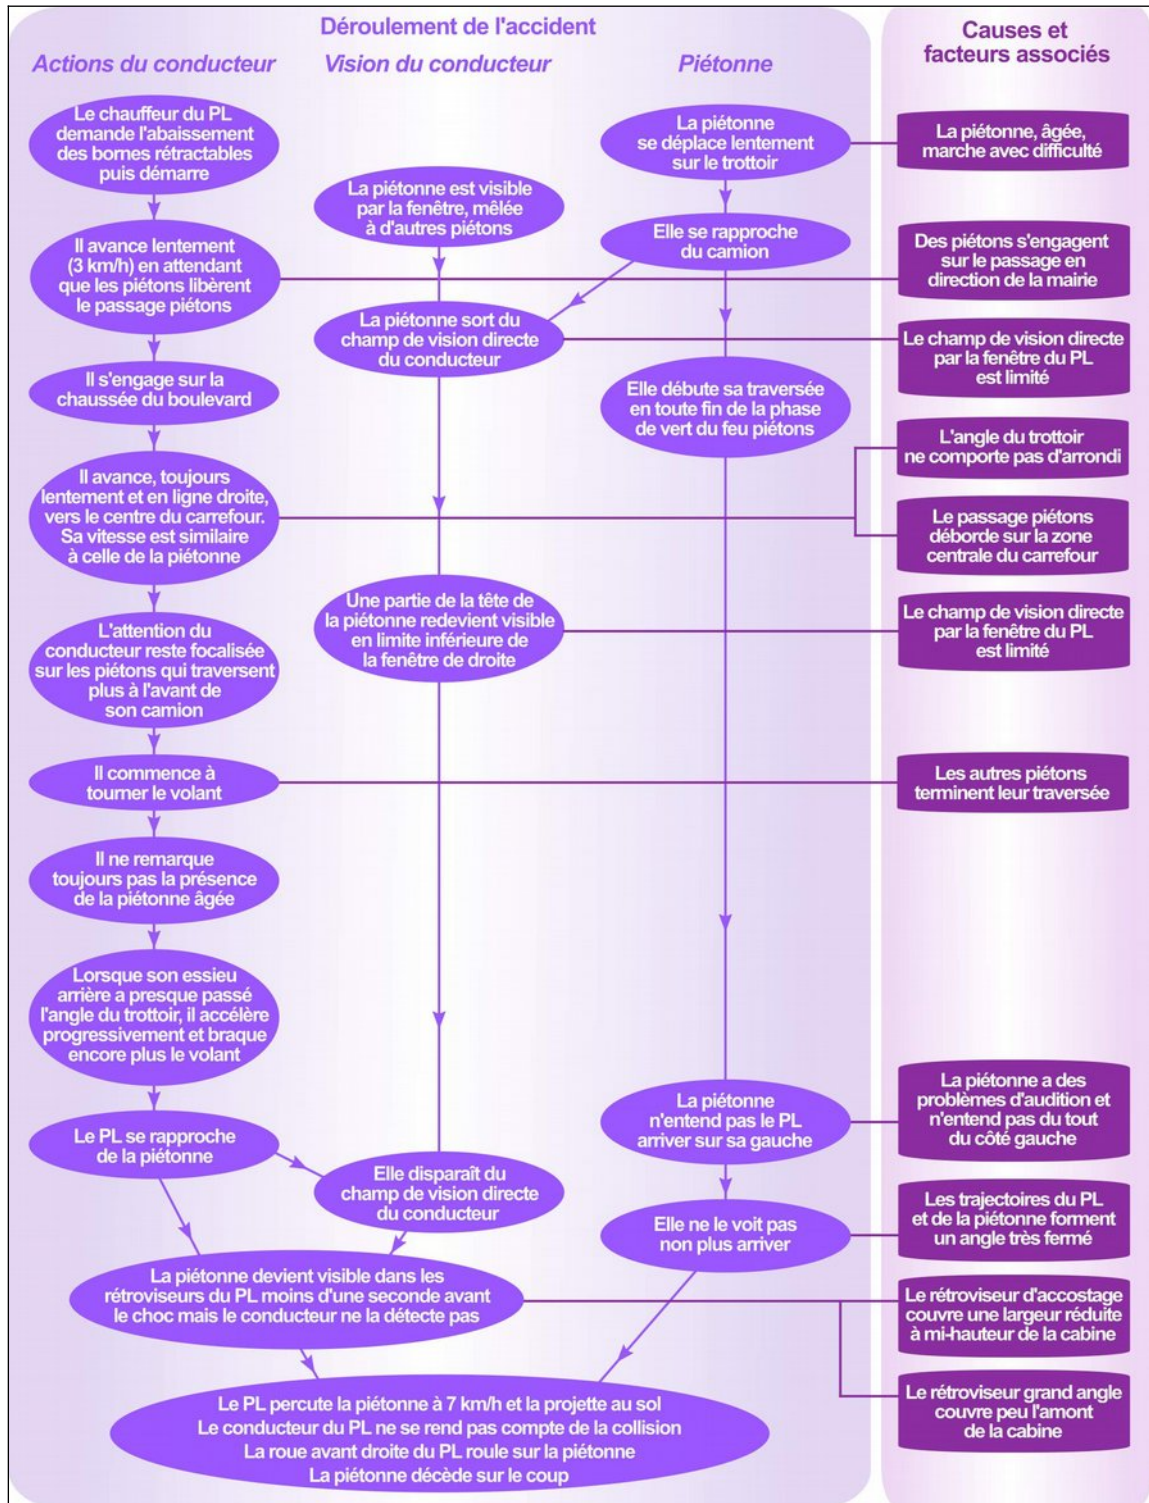 Déroulement de l'accident
Causes et
facteurs associés
Actions du conducteur
Vision du conducteur
Piétonne
Le chauffeur du PL
demande l'abaissement
des bornes rétractables
puis démarre
Il avance lentement
(3 km/h) en attendant
que les piétons libèrent
le passage piétons
Il s'engage sur la
chaussée du boulevard
Il avance, toujours
lentement et en ligne droite,
vers le centre du carrefour.
Sa vitesse est similaire
à celle de la piétonne
L'attention du
conducteur reste focalisée
sur les piétons qui traversent
plus à l'avant de
son camion
Il commence à
tourner le volant
Il ne remarque
toujours pas la présence
de la piétonne âgée
Lorsque son essieu
arrière a presque passé
l'angle du trottoir, il accélère
progressivement et braque
encore plus le volant
Le PL se rapproche
de la piétonne
La piétonne est visible
par la fenêtre, mêlée
à d'autres piétons
La piétonne sort du
champ de vision directe
du conducteur
Une partie de la tête de
la piétonne redevient visible
en limite inférieure de
la fenêtre de droite
Elle disparaît du
champ de vision directe
du conducteur
La piétonne devient visible dans les
rétroviseurs du PL moins d'une seconde avant
le choc mais le conducteur ne la détecte pas
La piétonne
se déplace lentement
sur le trottoir
Elle se rapproche
du camion
Elle débute sa traversée
en toute fin de la phase
de vert du feu piétons
La piétonne
n'entend pas le PL
arriver sur sa gauche
Elle ne le voit pas
non plus arriver
Le PL percute la piétonne à 7 km/h et la projette au sol
Le conducteur du PL ne se rend pas compte de la collision
La roue avant droite du PL roule sur la piétonne
La piétonne décède sur le coup
La piétonne, âgée,
marche avec difficulté
Des piétons s'engagent
sur le passage en
direction de la mairie
Le champ de vision directe
par la fenêtre du PL
est limité
L'angle du trottoir
ne comporte pas d'arrondi
Le passage piétons
déborde sur la zone
centrale du carrefour
Le champ de vision directe
par la fenêtre du PL
est limité
Les autres piétons
terminent leur traversée
La piétonne a des
problèmes d'audition et
n'entend pas du tout
du côté gauche
Les trajectoires du PL
et de la piétonne forment
un angle très fermé
Le rétroviseur d'accostage
couvre une largeur réduite
à mi-hauteur de la cabine
Le rétroviseur grand angle
couvre peu l'amont
de la cabine